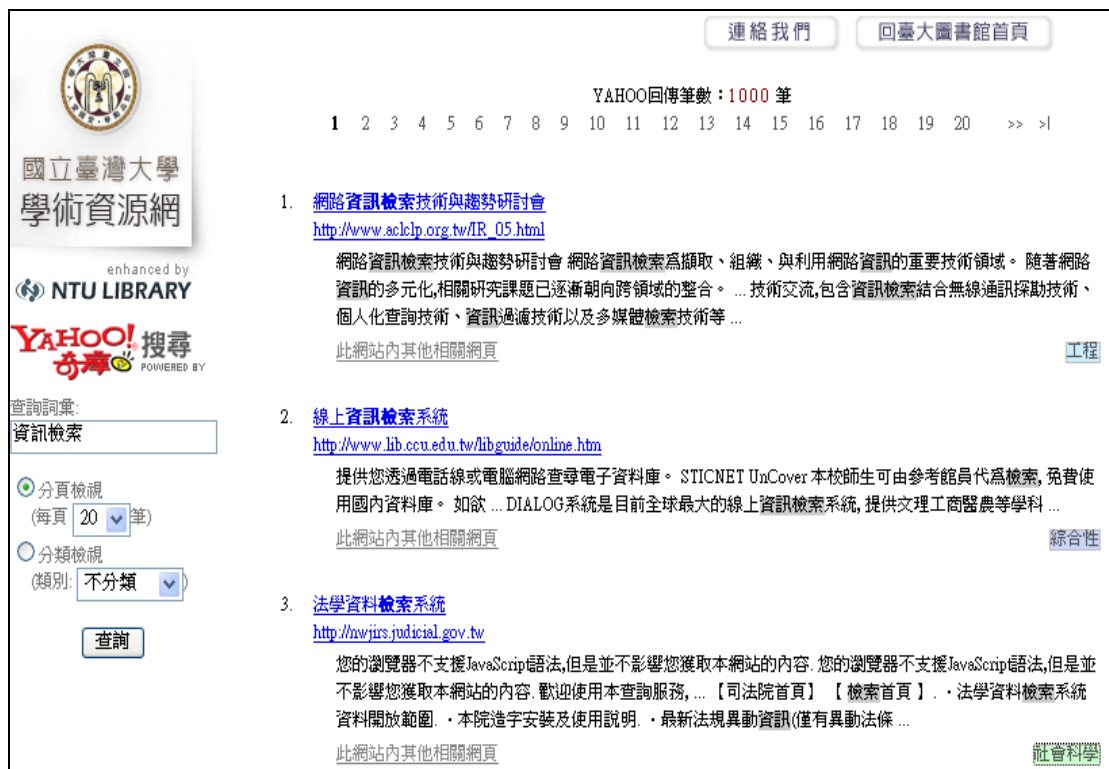 連絡我們
回臺大圖書館首頁
YAHOO回傳筆數：1000 筆
1 2 3 4 5 6 7 8 9 10 11 12 13 14 15 16 17 18 19 20 >> >|
國立臺灣大學
學術資源網
enhanced by
NTU LIBRARY
YAHOO! 搜尋
奇摩 POWERED BY
查詢詞彙:
資訊檢索
分頁檢視
(每頁 20 筆)
分類檢視
(類別: 不分類 )
查詢
1. 網路資訊檢索技術與趨勢研討會
http://www.aclclp.org.tw/IR_05.html
網路資訊檢索技術與趨勢研討會 網路資訊檢索為擷取、組織、與利用網路資訊的重要技術領域。 隨著網路
資訊的多元化,相關研究課題已逐漸朝向跨領域的整合。 ... 技術交流,包含資訊檢索結合無線通訊探勘技術、
個人化查詢技術、資訊過濾技術以及多媒體檢索技術等 ...
此網站內其他相關網頁
工程
2. 線上資訊檢索系統
http://www.lib.ccu.edu.tw/libguide/online.htm
提供您透過電話線或電腦網路查尋電子資料庫。 STICNET UnCover 本校師生可由參考館員代為檢索, 免費使
用國內資料庫。 如欲 ... DIALOG系統是目前全球最大的線上資訊檢索系統, 提供文理工商醫農等學科 ...
此網站內其他相關網頁
綜合性
3. 法學資料檢索系統
http://nwjirs.judicial.gov.tw
您的瀏覽器不支援JavaScript語法,但是並不影響您獲取本網站的內容. 您的瀏覽器不支援JavaScript語法,但是並
不影響您獲取本網站的內容. 歡迎使用本查詢服務, ... 【司法院首頁】 【 檢索首頁 】. ‧法學資料檢索系統
資料開放範圍. ‧本院造字安裝及使用說明. ‧最新法規異動資訊(僅有異動法條 ...
此網站內其他相關網頁
社會科學